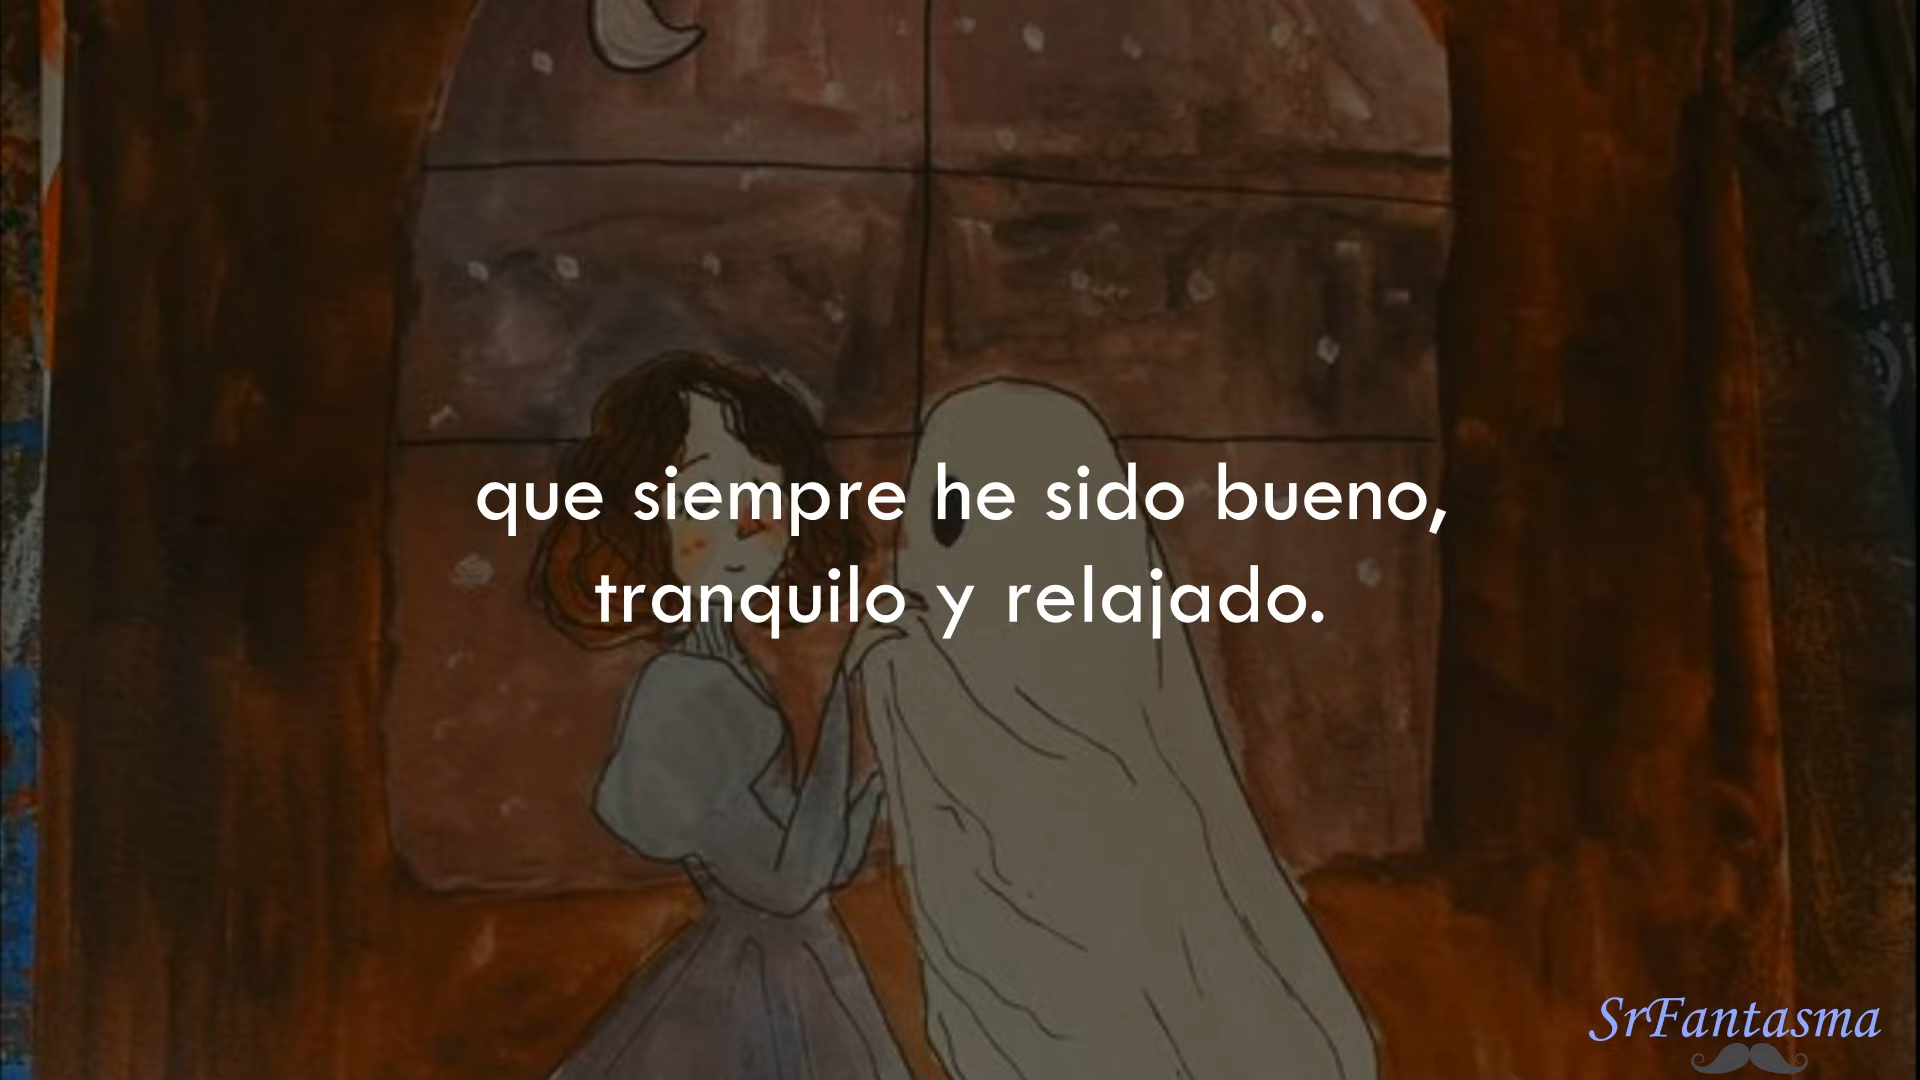 que siempre he sido bueno,
tranquilo y relajado.
SrFantasma